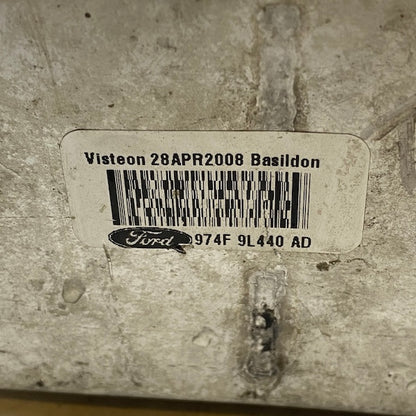 Visteon 28APR2008 Basildon
Ford 974F 9L440 AD